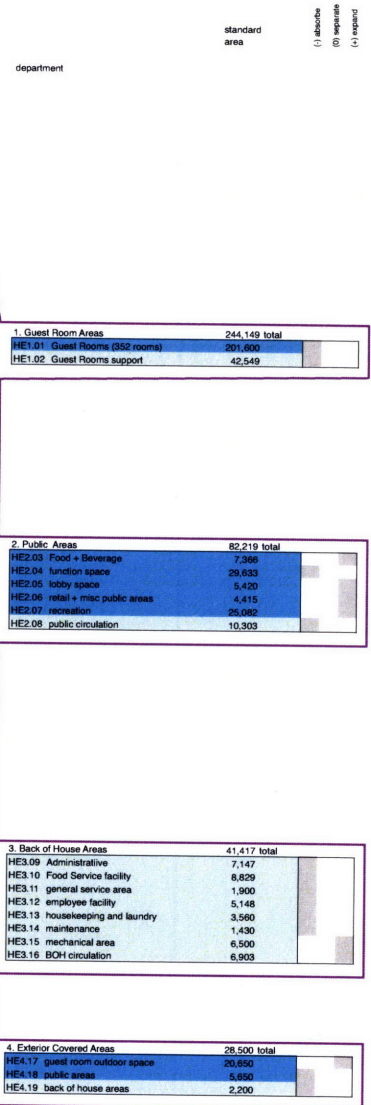 standard
area
(-) absorbe
(0) separate
(+) expand
department
1. Guest Room Areas 244,149 total
HE1.01 Guest Rooms (352 rooms) 201,600
HE1.02 Guest Rooms support 42,549
2. Public Areas 82,219 total
HE2.03 Food + Beverage 7,366
HE2.04 function space 29,633
HE2.05 lobby space 5,420
HE2.06 retail + misc public areas 4,415
HE2.07 recreation 25,082
HE2.08 public circulation 10,303
3. Back of House Areas 41,417 total
HE3.09 Administratiive 7,147
HE3.10 Food Service facility 8,829
HE3.11 general service area 1,900
HE3.12 employee facility 5,148
HE3.13 housekeeping and laundry 3,560
HE3.14 maintenance 1,430
HE3.15 mechanical area 6,500
HE3.16 BOH circulation 6,903
4. Exterior Covered Areas 28,500 total
HE4.17 guest room outdoor space 20,650
HE4.18 public areas 5,650
HE4.19 back of house areas 2,200